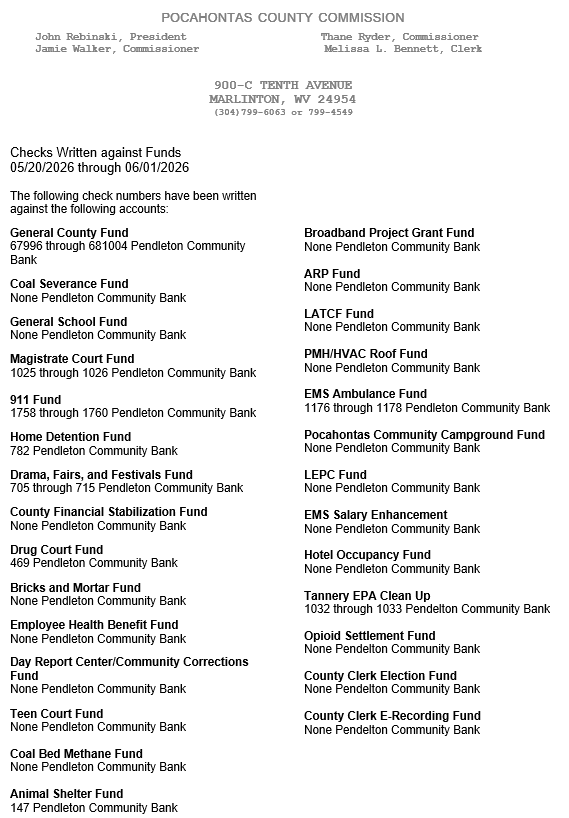 POCAHONTAS COUNTY COMMISSION
John Rebinski, President
Jamie Walker, Commissioner
Thane Ryder, Commissioner
Melissa L. Bennett, Clerk
900-C TENTH AVENUE
MARLINTON, WV 24954
(304)799-6063 or 799-4549
Checks Written against Funds
05/20/2026 through 06/01/2026
The following check numbers have been written
against the following accounts:
General County Fund
67996 through 681004 Pendleton Community
Bank
Coal Severance Fund
None Pendleton Community Bank
General School Fund
None Pendleton Community Bank
Magistrate Court Fund
1025 through 1026 Pendleton Community Bank
911 Fund
1758 through 1760 Pendleton Community Bank
Home Detention Fund
782 Pendleton Community Bank
Drama, Fairs, and Festivals Fund
705 through 715 Pendleton Community Bank
County Financial Stabilization Fund
None Pendleton Community Bank
Drug Court Fund
469 Pendleton Community Bank
Bricks and Mortar Fund
None Pendleton Community Bank
Employee Health Benefit Fund
None Pendleton Community Bank
Day Report Center/Community Corrections
Fund
None Pendleton Community Bank
Teen Court Fund
None Pendleton Community Bank
Coal Bed Methane Fund
None Pendleton Community Bank
Animal Shelter Fund
147 Pendleton Community Bank
Broadband Project Grant Fund
None Pendleton Community Bank
ARP Fund
None Pendleton Community Bank
LATCF Fund
None Pendleton Community Bank
PMH/HVAC Roof Fund
None Pendleton Community Bank
EMS Ambulance Fund
1176 through 1178 Pendleton Community Bank
Pocahontas Community Campground Fund
None Pendleton Community Bank
LEPC Fund
None Pendleton Community Bank
EMS Salary Enhancement
None Pendleton Community Bank
Hotel Occupancy Fund
None Pendleton Community Bank
Tannery EPA Clean Up
1032 through 1033 Pendelton Community Bank
Opioid Settlement Fund
None Pendleton Community Bank
County Clerk Election Fund
None Pendelton Community Bank
County Clerk E-Recording Fund
None Pendelton Community Bank